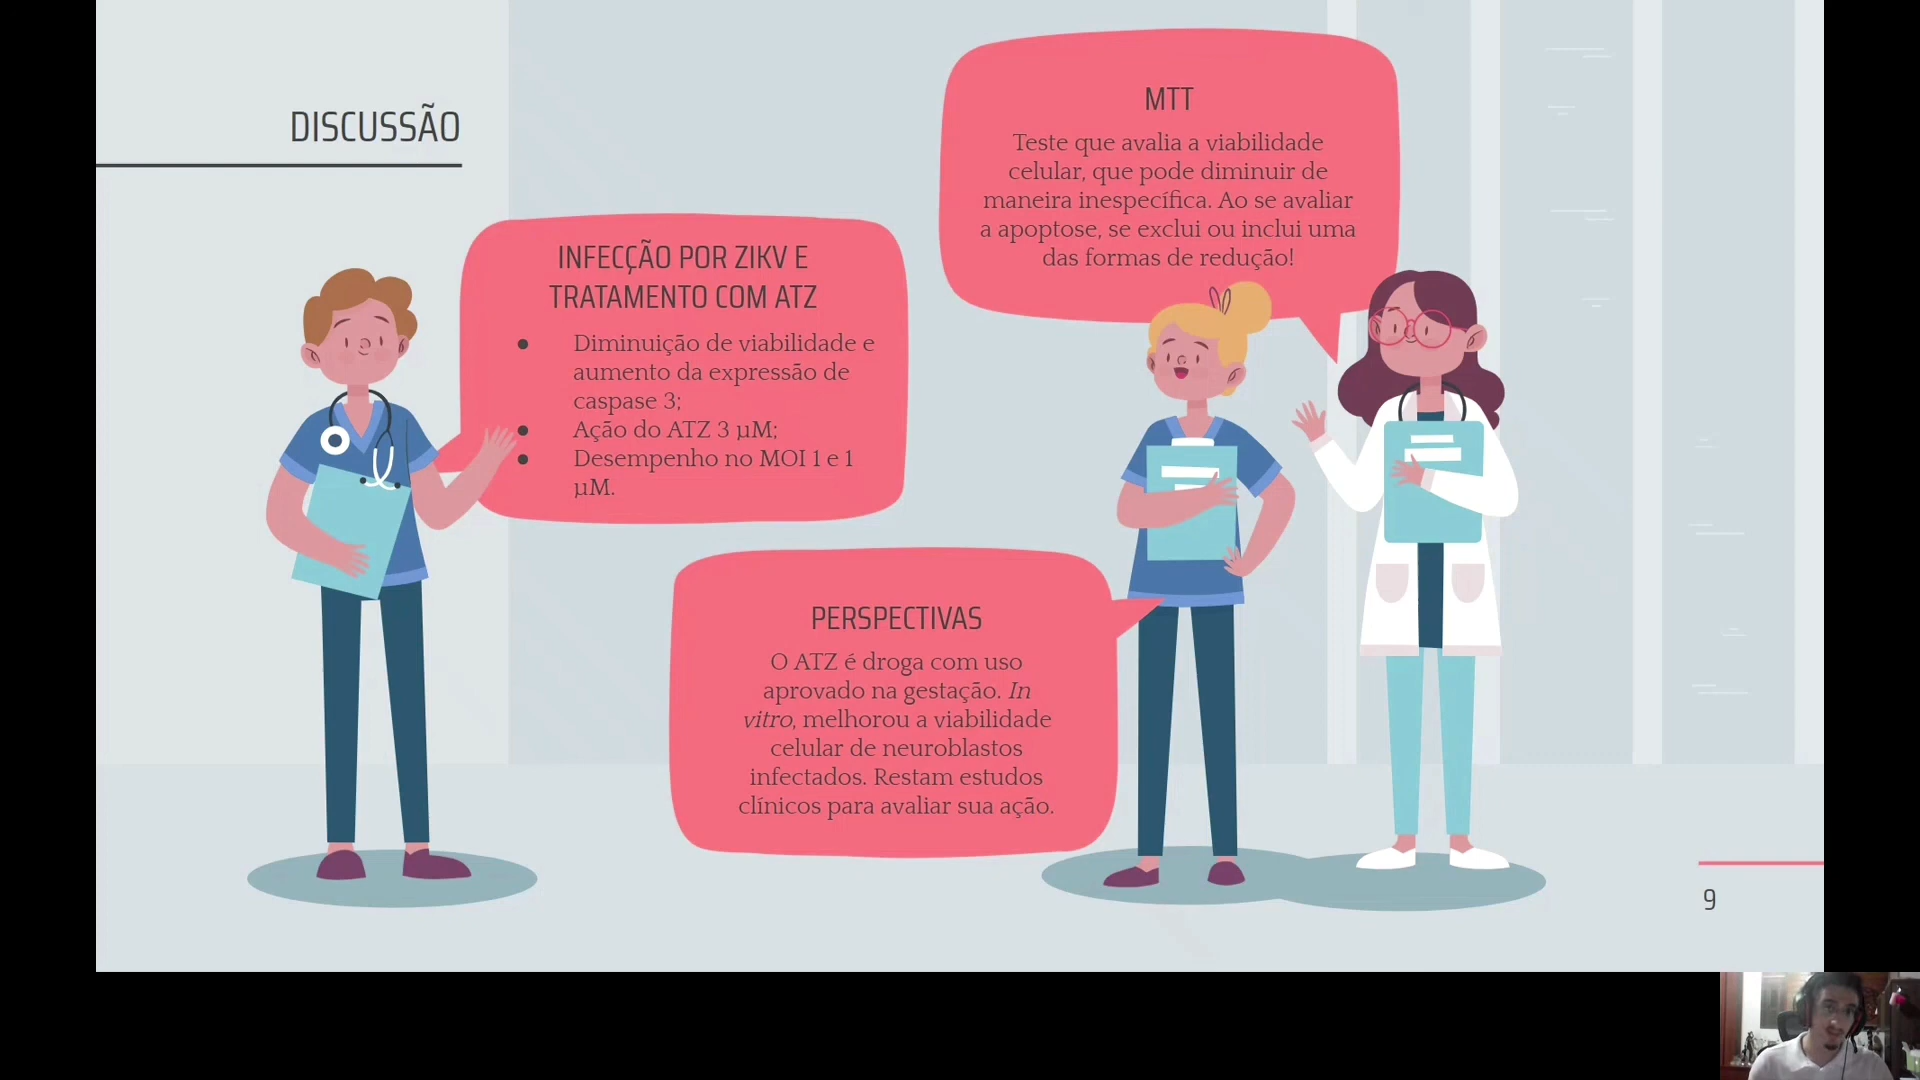 DISCUSSÃO
INFECÇÃO POR ZIKV E
TRATAMENTO COM ATZ
● Diminuição de viabilidade e
aumento da expressão de
caspase 3;
● Ação do ATZ 3 µM;
● Desempenho no MOI 1 e 1
µM.
MTT
Teste que avalia a viabilidade
celular, que pode diminuir de
maneira inespecífica. Ao se avaliar
a apoptose, se exclui ou inclui uma
das formas de redução!
PERSPECTIVAS
O ATZ é droga com uso
aprovado na gestação. In
vitro, melhorou a viabilidade
celular de neuroblastos
infectados. Restam estudos
clínicos para avaliar sua ação.
9